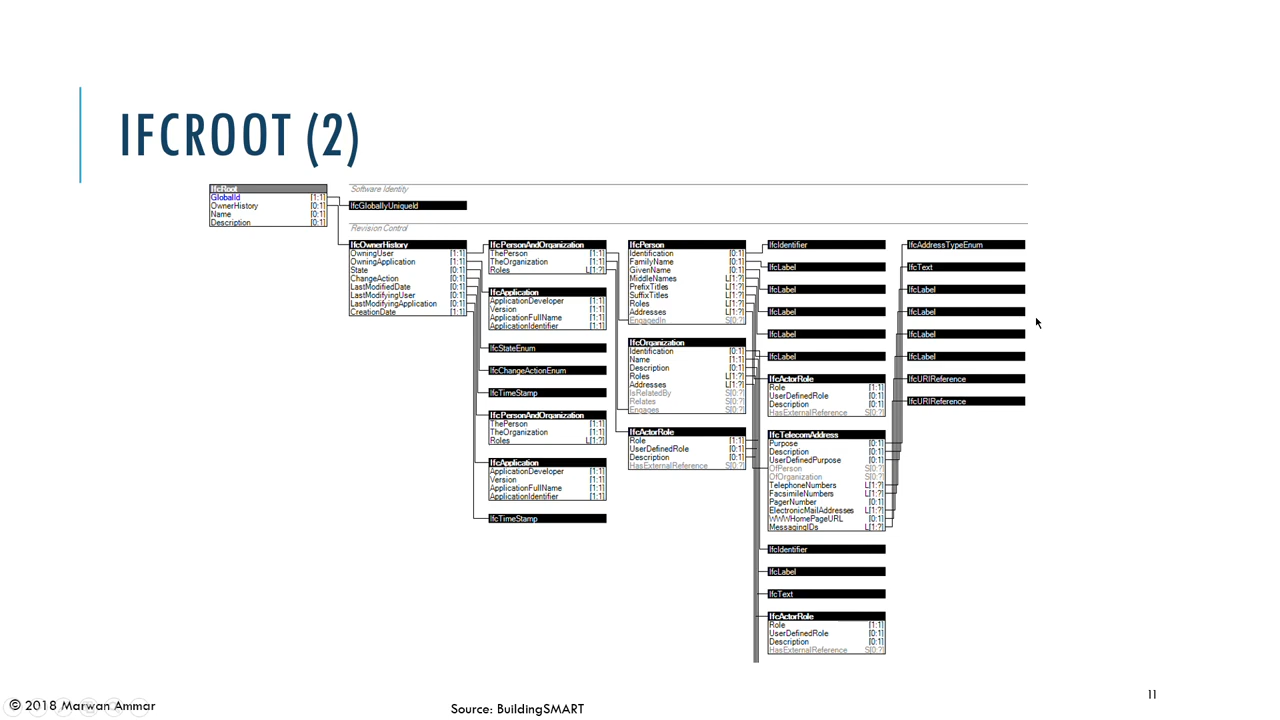 IFCROOT (2)
IfcRoot
GlobalId [1:1]
OwnerHistory [0:1]
Name [0:1]
Description [0:1]
Software Identity
IfcGloballyUniqueId
Revision Control
IfcOwnerHistory
OwningUser [1:1]
OwningApplication [1:1]
State [0:1]
ChangeAction [0:1]
LastModifiedDate [0:1]
LastModifyingUser [0:1]
LastModifyingApplication [0:1]
CreationDate [1:1]
IfcPersonAndOrganization
ThePerson [1:1]
TheOrganization [1:1]
Roles L[1:?]
IfcApplication
ApplicationDeveloper [1:1]
Version [1:1]
ApplicationFullName [1:1]
ApplicationIdentifier [1:1]
IfcStateEnum
IfcChangeActionEnum
IfcTimeStamp
IfcPersonAndOrganization
ThePerson [1:1]
TheOrganization [1:1]
Roles L[1:?]
IfcApplication
ApplicationDeveloper [1:1]
Version [1:1]
ApplicationFullName [1:1]
ApplicationIdentifier [1:1]
IfcTimeStamp
IfcPerson
Identification [0:1]
FamilyName [0:1]
GivenName [0:1]
MiddleNames L[1:?]
PrefixTitles L[1:?]
SuffixTitles L[1:?]
Roles L[1:?]
Addresses L[1:?]
EngagedIn S[0:?]
IfcOrganization
Identification [0:1]
Name [1:1]
Description [0:1]
Roles L[1:?]
Addresses L[1:?]
IsRelatedBy S[0:?]
Relates S[0:?]
Engages S[0:?]
IfcActorRole
Role [1:1]
UserDefinedRole [0:1]
Description [0:1]
HasExternalReference S[0:?]
IfcIdentifier
IfcLabel
IfcLabel
IfcLabel
IfcLabel
IfcLabel
IfcActorRole
Role [1:1]
UserDefinedRole [0:1]
Description [0:1]
HasExternalReference S[0:?]
IfcTelecomAddress
Purpose [0:1]
Description [0:1]
UserDefinedPurpose [0:1]
OfPerson S[0:?]
OfOrganization S[0:?]
TelephoneNumbers L[1:?]
FacsimileNumbers L[1:?]
PagerNumber [0:1]
ElectronicMailAddresses L[1:?]
WWWHomePageURL [0:1]
MessagingIDs L[1:?]
IfcIdentifier
IfcLabel
IfcText
IfcActorRole
Role [1:1]
UserDefinedRole [0:1]
Description [0:1]
HasExternalReference S[0:?]
IfcAddressTypeEnum
IfcText
IfcLabel
IfcLabel
IfcLabel
IfcLabel
IfcURIReference
IfcURIReference
11
© 2018 Marwan Ammar
Source: BuildingSMART